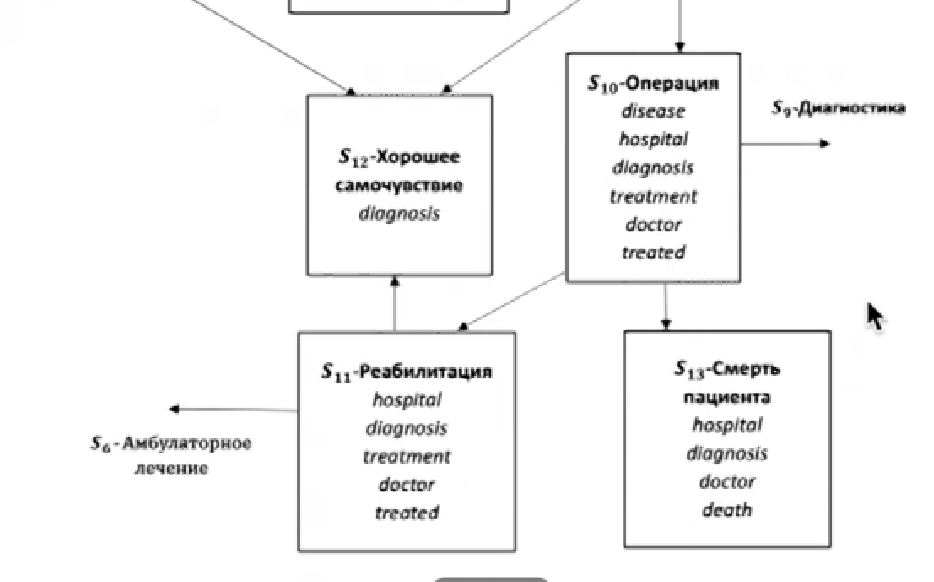 S₁₀-Операция
disease
hospital
diagnosis
treatment
doctor
treated
S₉-Диагностика
S₁₂-Хорошее
самочувствие
diagnosis
S₁₁-Реабилитация
hospital
diagnosis
treatment
doctor
treated
S₁₃-Смерть
пациента
hospital
diagnosis
doctor
death
S₆-Амбулаторное
лечение